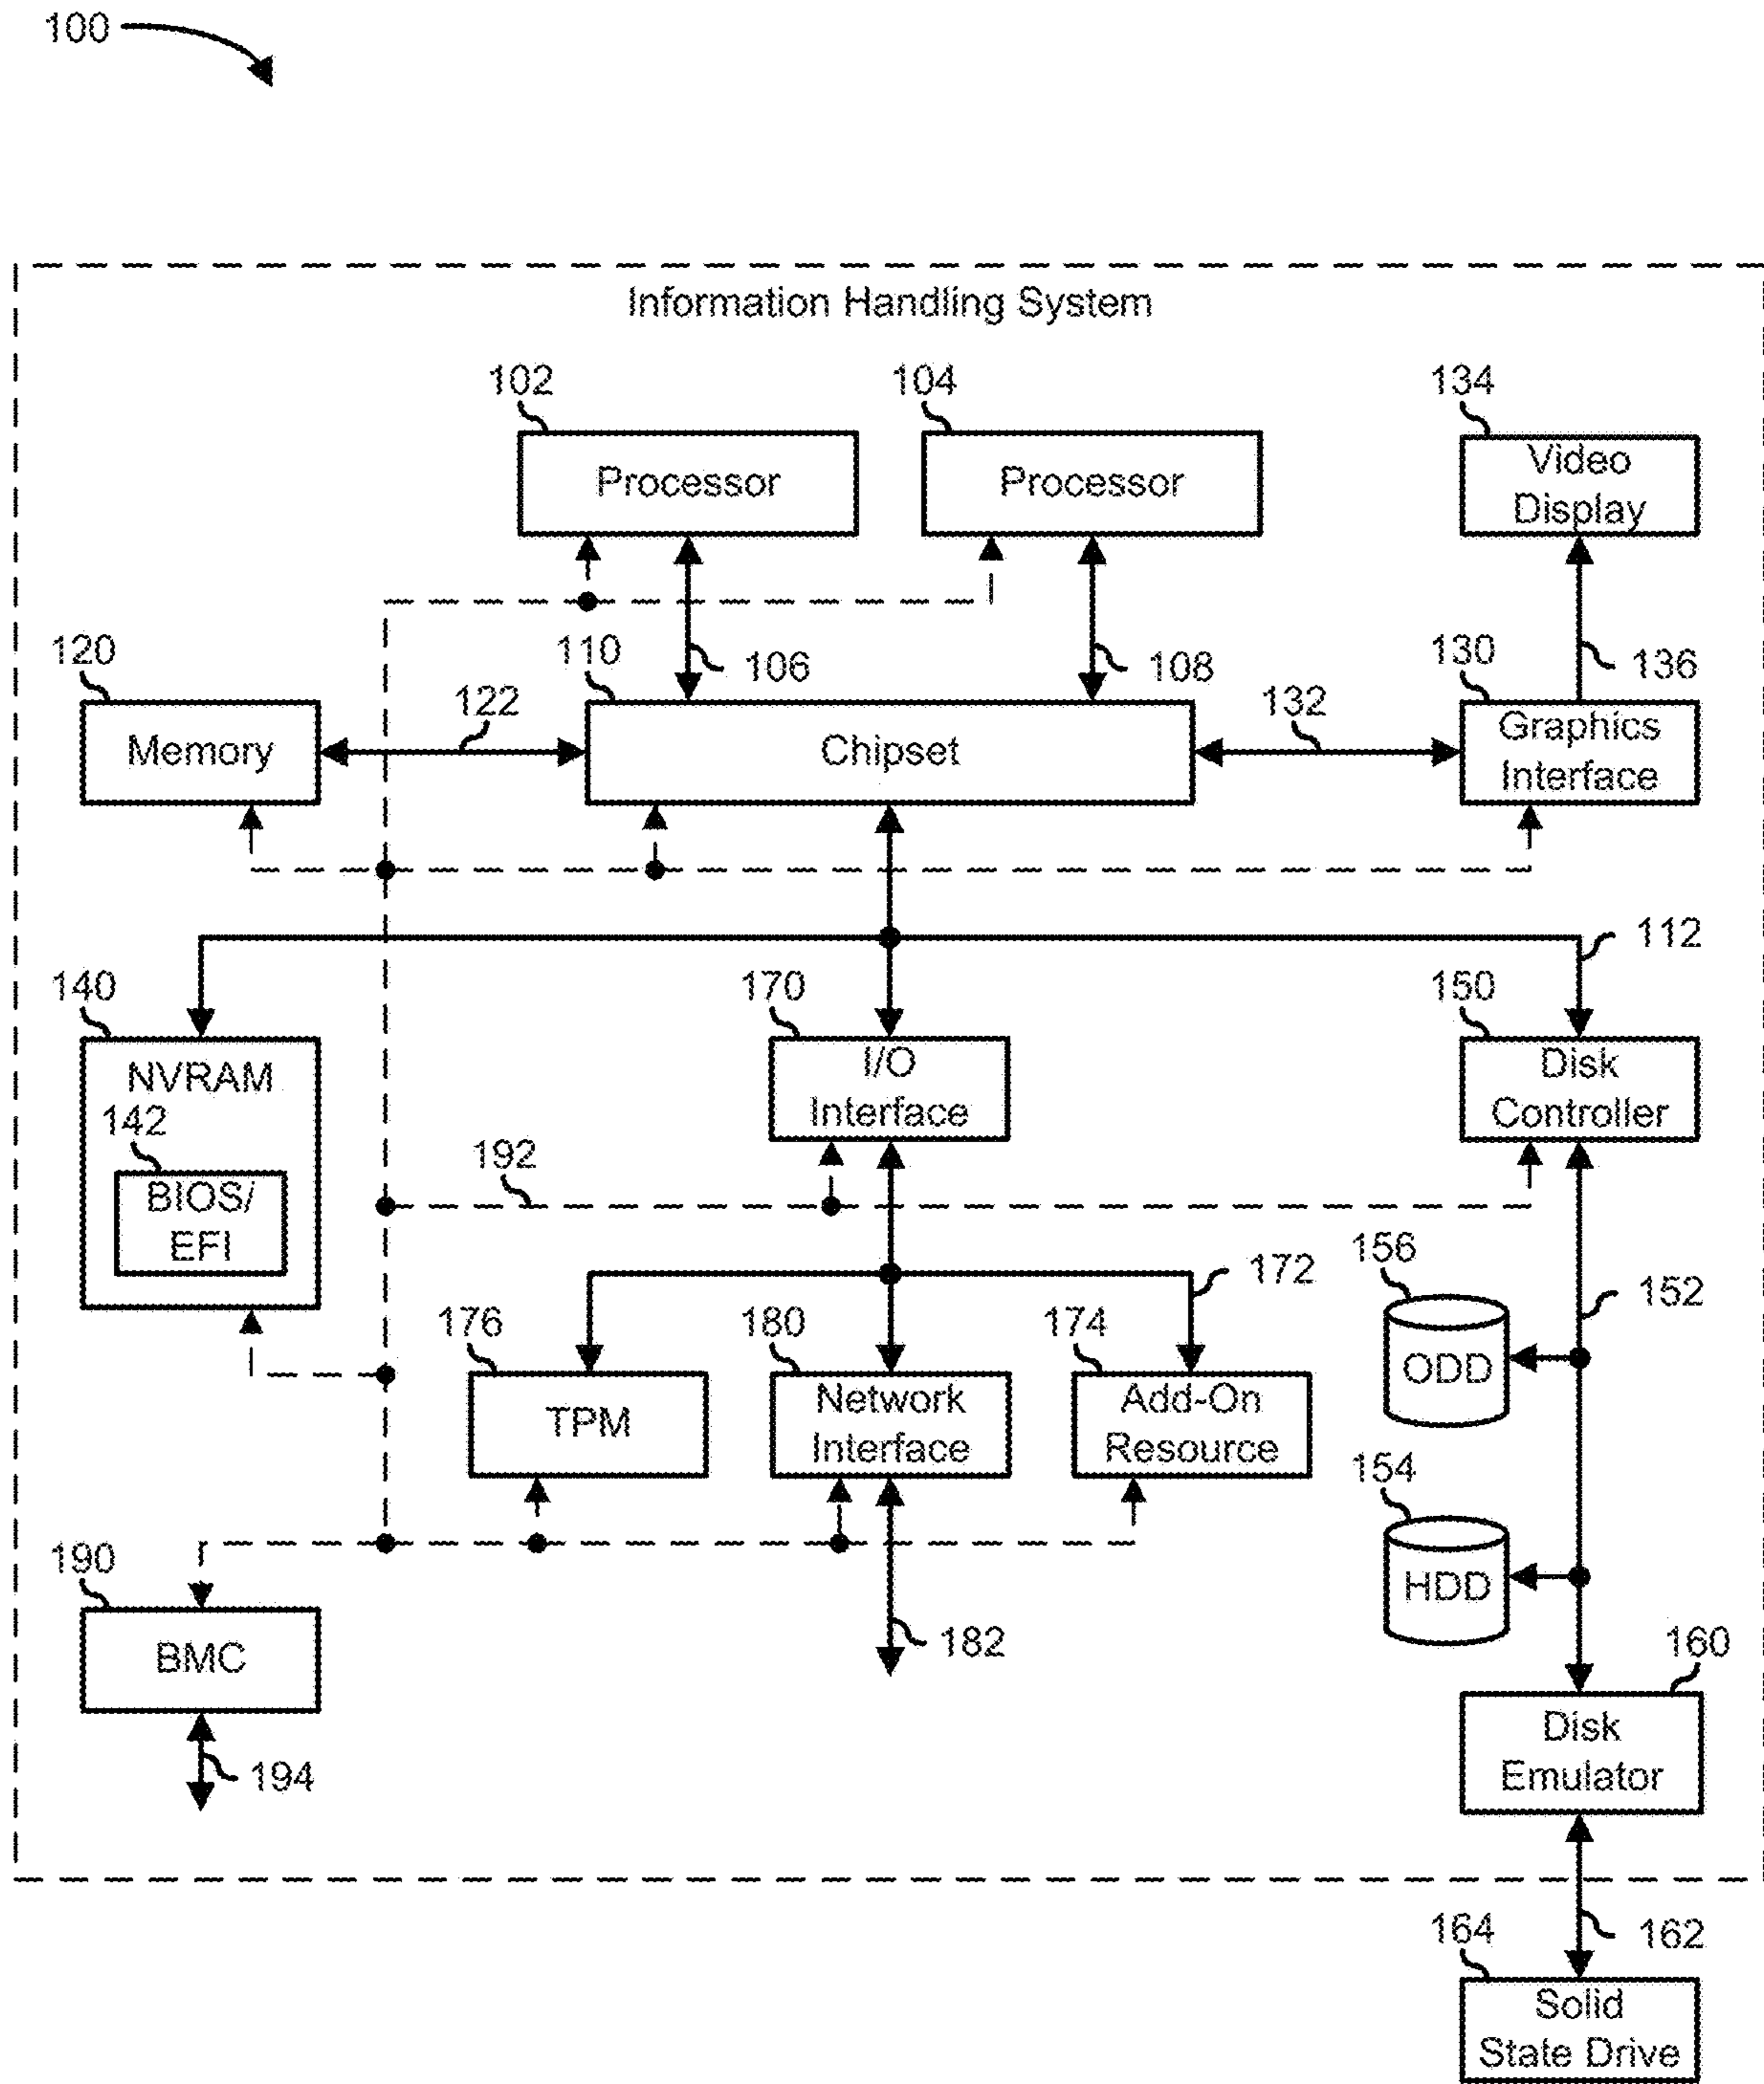 100
Information Handling System
102
104
134
Processor
Processor
Video
Display
120
110
106
108
130
136
122
132
Memory
Chipset
Graphics
Interface
112
140
170
150
NVRAM
I/O
Interface
Disk
Controller
142
BIOS/
EFI
192
156
172
152
176
180
174
ODD
TPM
Network
Interface
Add-On
Resource
154
HDD
190
BMC
182
160
194
Disk
Emulator
164
162
Solid
State Drive